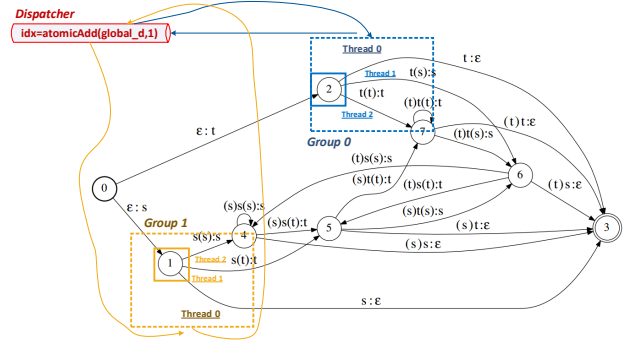 Dispatcher
idx=atomicAdd(global_d,1)
Thread 0
t : ε
Thread 1
t(s):s
2
t(t):t
Thread 2
(t)t(t):t
ε : t
7
(t)t:ε
Group 0
(t)t(s):s
(t)s(s):s
6
(s)t(t):t
(t)s(t):t
(t)s:ε
0
ε : s
(s)s(s):s
(s)t(s):s
Group 1
(s)s(t):t
5
(s)t:ε
3
s(s):s
4
1
Thread 2
s(t):t
(s)s:ε
Thread 1
s:ε
Thread 0